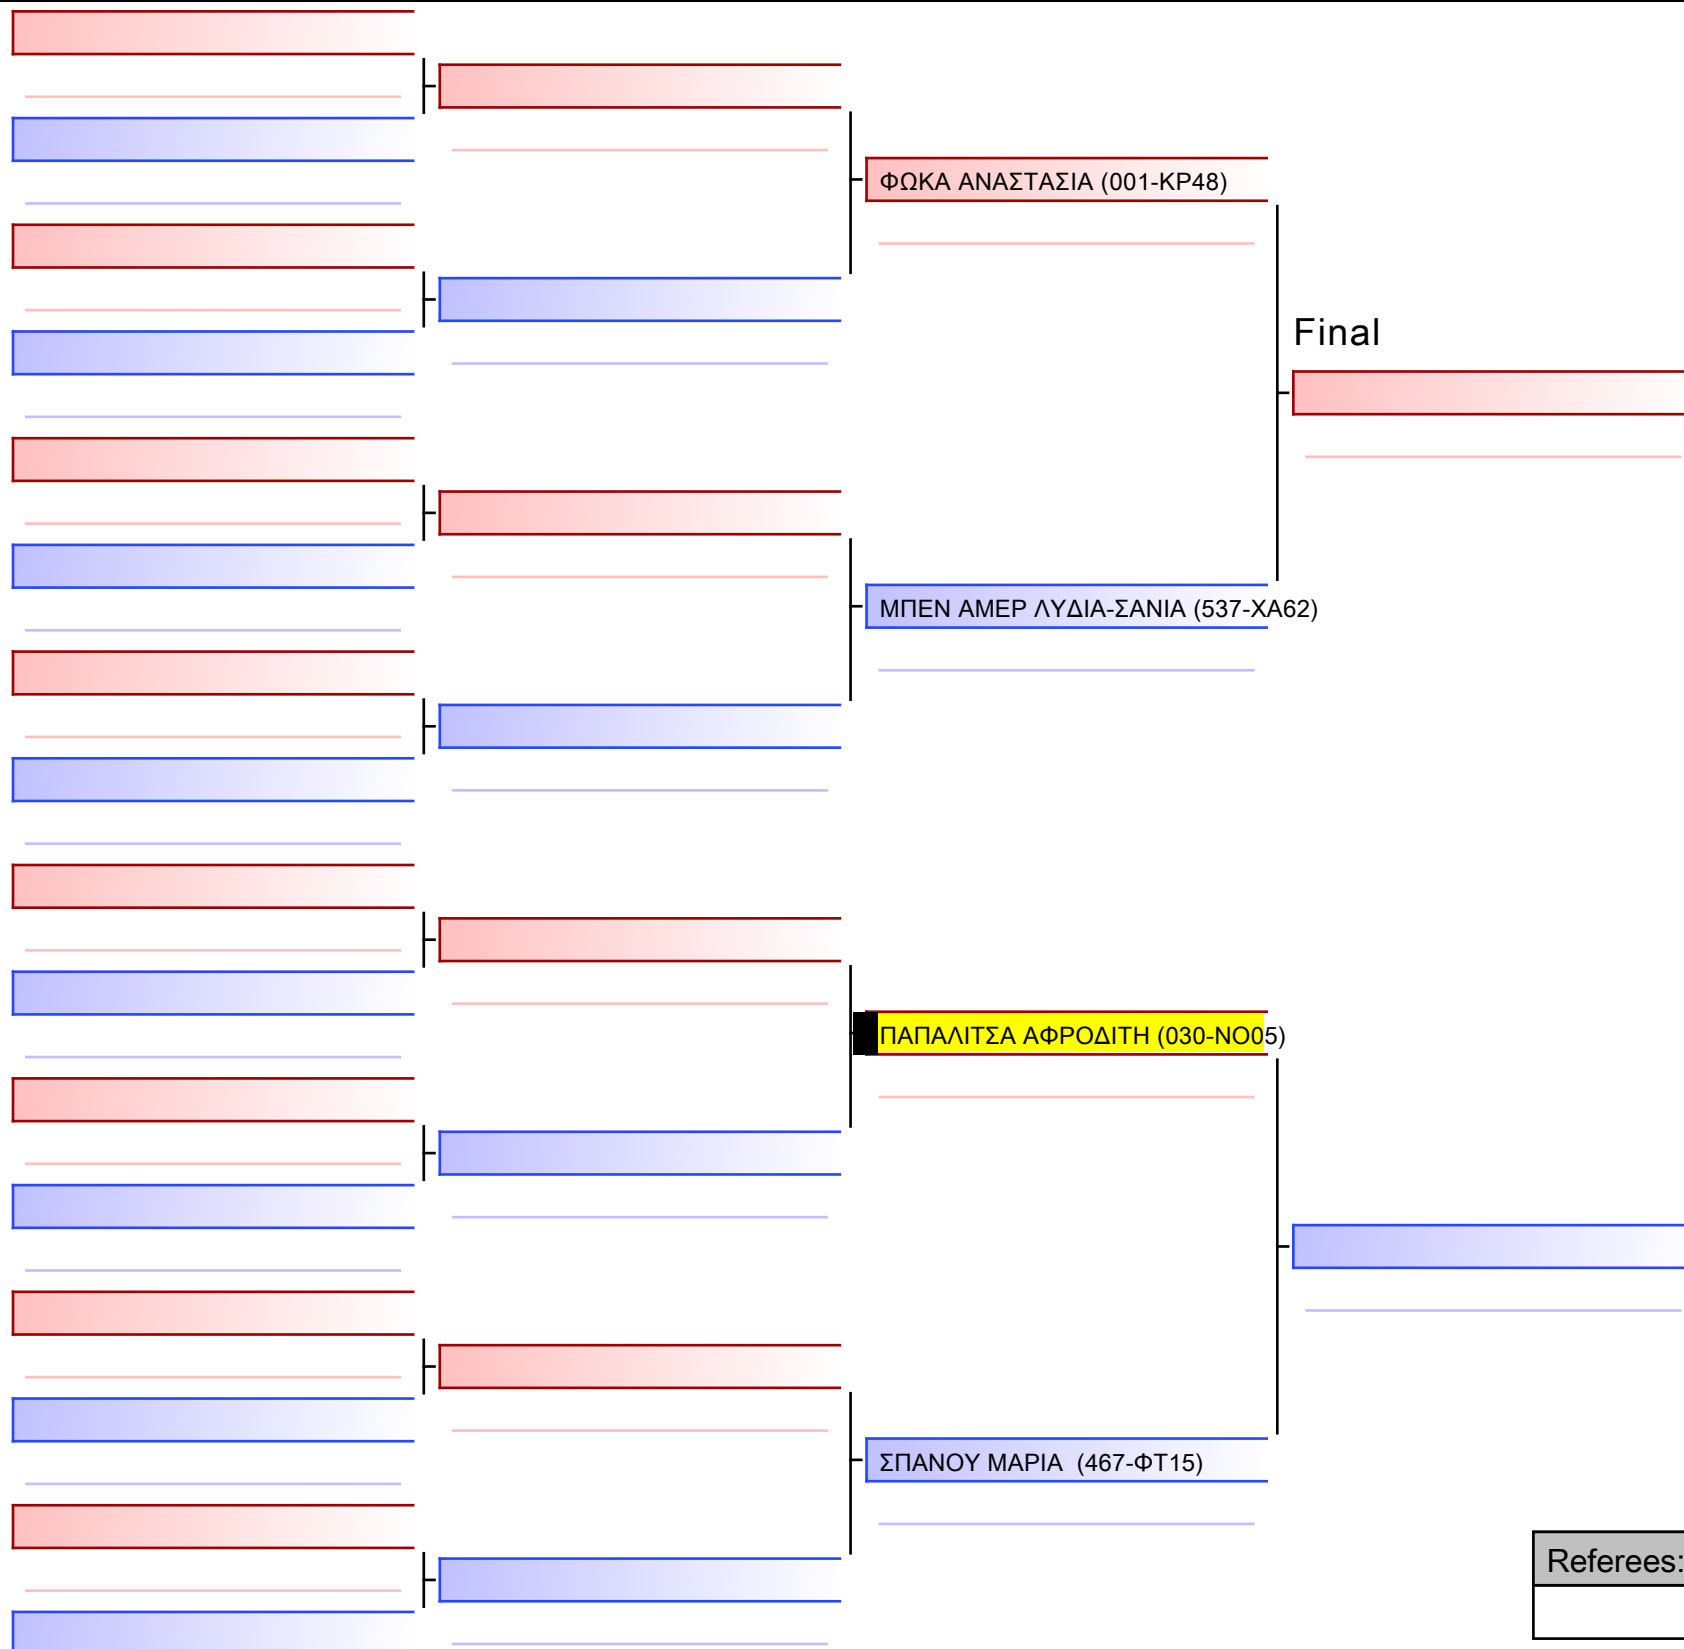 ΦΩΚΑ ΑΝΑΣΤΑΣΙΑ (001-ΚΡ48)
Final
ΜΠΕΝ ΑΜΕΡ ΛΥΔΙΑ-ΣΑΝΙΑ (537-ΧΑ62)
ΠΑΠΑΛΙΤΣΑ ΑΦΡΟΔΙΤΗ (030-ΝΟ05)
ΣΠΑΝΟΥ ΜΑΡΙΑ  (467-ΦΤ15)
Referees: